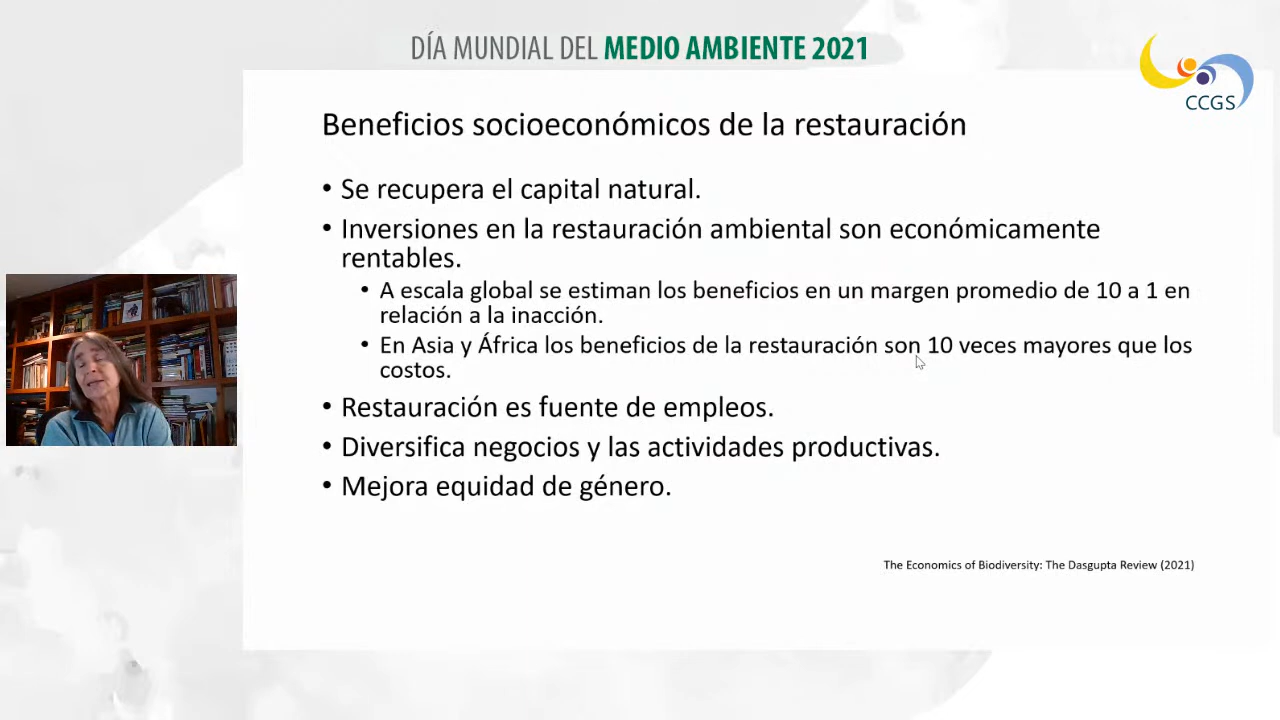 DÍA MUNDIAL DEL MEDIO AMBIENTE 2021
CCGS
Beneficios socioeconómicos de la restauración
• Se recupera el capital natural.
• Inversiones en la restauración ambiental son económicamente
rentables.
• A escala global se estiman los beneficios en un margen promedio de 10 a 1 en
relación a la inacción.
• En Asia y África los beneficios de la restauración son 10 veces mayores que los
costos.
• Restauración es fuente de empleos.
• Diversifica negocios y las actividades productivas.
• Mejora equidad de género.
The Economics of Biodiversity: The Dasgupta Review (2021)